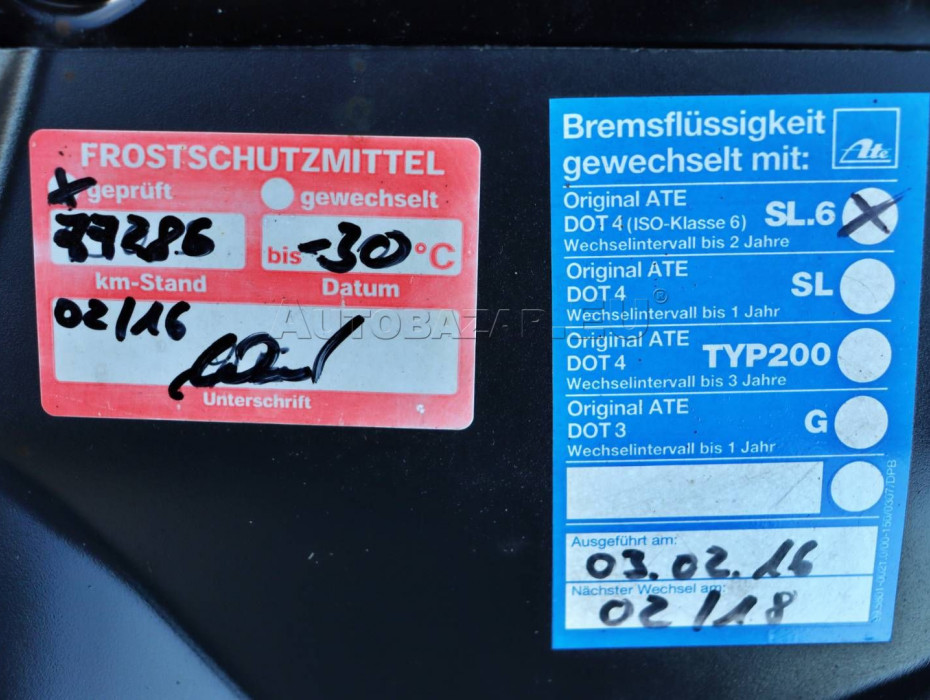 FROSTSCHUTZMITTEL
geprüft gewechselt
77286
bis -30 °C
km-Stand Datum
02/16
Unterschrift
Bremsflüssigkeit
gewechselt mit:
Ate
Original ATE
DOT 4 (ISO-Klasse 6) SL.6
Wechselintervall bis 2 Jahre
Original ATE
DOT 4 SL
Wechselintervall bis 1 Jahr
Original ATE
DOT 4 TYP200
Wechselintervall bis 3 Jahre
Original ATE
DOT 3 G
Wechselintervall bis 1 Jahr
Ausgeführt am:
03.02.16
Nächster Wechsel am:
02/18
AUTOBAZAR.EU®